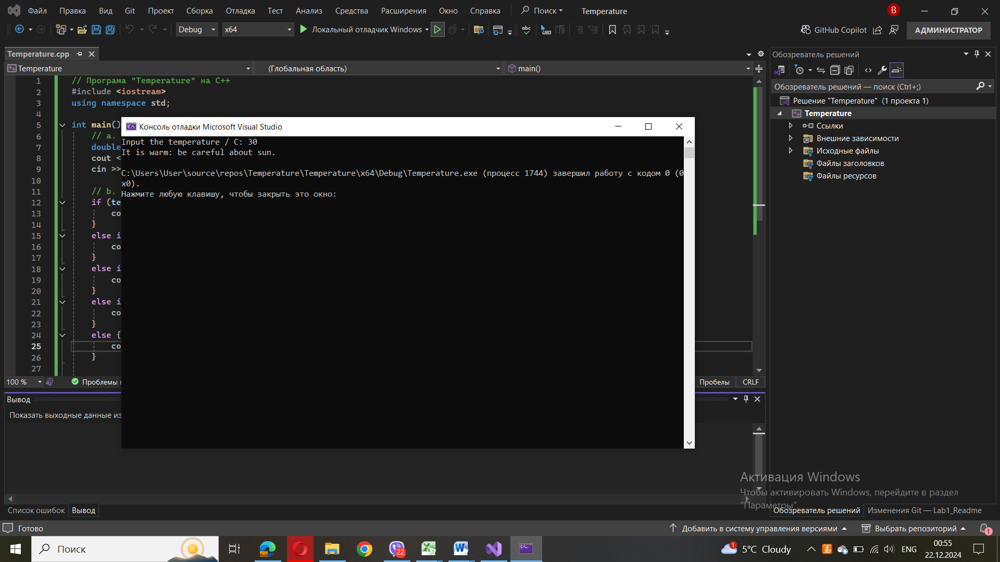 Файл Правка Вид Git Проект Сборка Отладка Тест Анализ Средства Расширения Окно Справка Поиск Temperature B
Debug x64 Локальный отладчик Windows abc GitHub Copilot АДМИНИСТРАТОР
Temperature.cpp
Temperature (Глобальная область) main()
1 // Програма "Temperature" на C++
2 #include <iostream>
3 using namespace std;
4
5 int main()
6 // a.
7 double
8 cout <
9 cin >>
10
11 // b.
12 if (te
13 co
14 }
15 else i
16 co
17 }
18 else i
19 co
20 }
21 else i
22 co
23 }
24 else {
25 co
26 }
27
Консоль отладки Microsoft Visual Studio
Input the temperature / C: 30
It is warm: be careful about sun.
C:\Users\User\source\repos\Temperature\Temperature\x64\Debug\Temperature.exe (процесс 1744) завершил работу с кодом 0 (0
x0).
Нажмите любую клавишу, чтобы закрыть это окно:
100 % Проблемы Пробелы CRLF
Вывод
Показать выходные данные из
Список ошибок Вывод
Обозреватель решений
Обозреватель решений — поиск (Ctrl+;)
Решение "Temperature" (1 проекта 1)
Temperature
Ссылки
Внешние зависимости
Исходные файлы
Файлы заголовков
Файлы ресурсов
Активация Windows
Чтобы активировать Windows, перейдите в раздел
"Параметры".
Обозреватель решений Изменения Git — Lab1_Readme
Готово Добавить в систему управления версиями Выбрать репозиторий 1
Поиск 22 1 5°C Cloudy ENG 00:55
22.12.2024